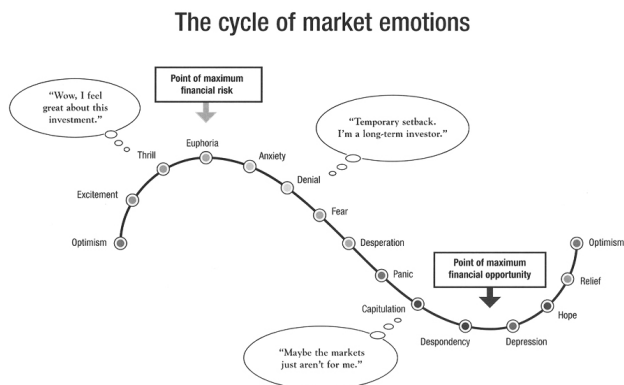 The cycle of market emotions
Point of maximum
financial risk
“Wow, I feel
great about this
investment.”
“Temporary setback.
I’m a long-term investor.”
Optimism
Excitement
Thrill
Euphoria
Anxiety
Denial
Fear
Desperation
Panic
Capitulation
Despondency
Depression
Hope
Relief
Optimism
Point of maximum
financial opportunity
“Maybe the markets
just aren’t for me.”